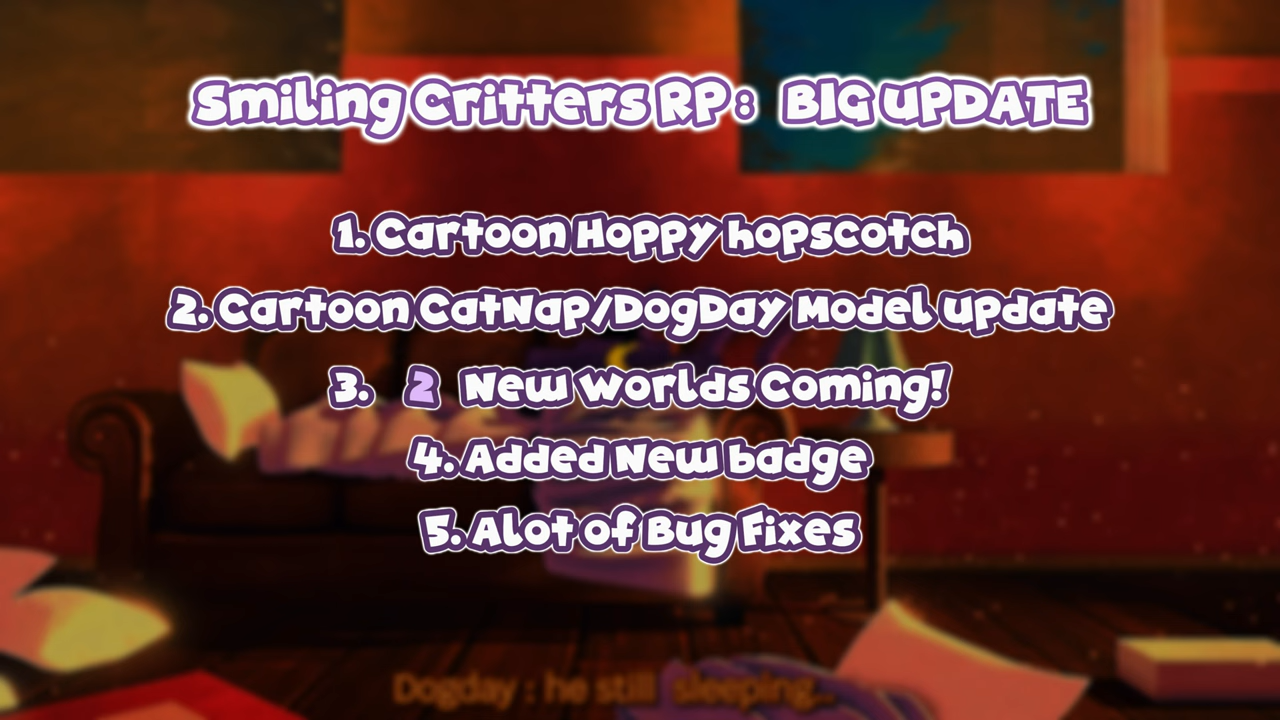 Smiling Critters RP : BIG UPDATE
1. Cartoon Hoppy hopscotch
2. Cartoon CatNap/DogDay Model update
3. 2 New Worlds Coming!
4. Added New badge
5. Alot of Bug Fixes
Dogday : he still sleeping...